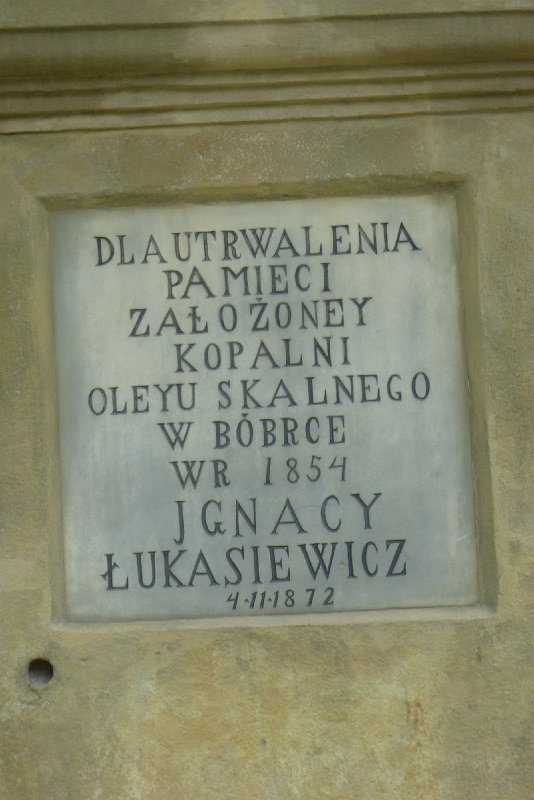 DLA UTRWALENIA
PAMIECI
ZAŁOŻONEY
KOPALNI
OLEYU SKALNEGO
W BÓBRCE
WR 1854
JGNACY
ŁUKASIEWICZ
4·11·1872